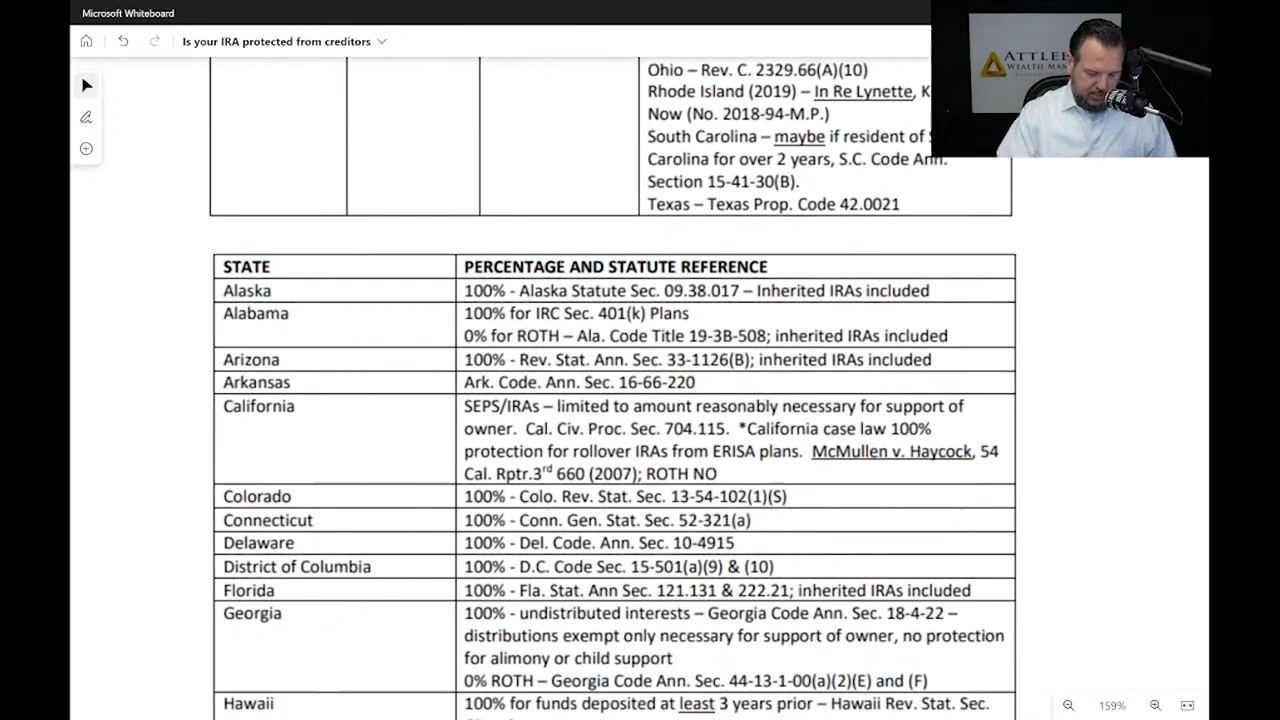 Microsoft Whiteboard
Is your IRA protected from creditors
ATTLE
WEALTH MAN
Ohio – Rev. C. 2329.66(A)(10)
Rhode Island (2019) – In Re Lynette, K
Now (No. 2018-94-M.P.)
South Carolina – maybe if resident of S
Carolina for over 2 years, S.C. Code Ann.
Section 15-41-30(B).
Texas – Texas Prop. Code 42.0021
STATE PERCENTAGE AND STATUTE REFERENCE
Alaska 100% - Alaska Statute Sec. 09.38.017 – Inherited IRAs included
Alabama 100% for IRC Sec. 401(k) Plans
0% for ROTH – Ala. Code Title 19-3B-508; inherited IRAs included
Arizona 100% - Rev. Stat. Ann. Sec. 33-1126(B); inherited IRAs included
Arkansas Ark. Code. Ann. Sec. 16-66-220
California SEPS/IRAs – limited to amount reasonably necessary for support of
owner. Cal. Civ. Proc. Sec. 704.115. *California case law 100%
protection for rollover IRAs from ERISA plans. McMullen v. Haycock, 54
Cal. Rptr.3rd 660 (2007); ROTH NO
Colorado 100% - Colo. Rev. Stat. Sec. 13-54-102(1)(S)
Connecticut 100% - Conn. Gen. Stat. Sec. 52-321(a)
Delaware 100% - Del. Code. Ann. Sec. 10-4915
District of Columbia 100% - D.C. Code Sec. 15-501(a)(9) & (10)
Florida 100% - Fla. Stat. Ann Sec. 121.131 & 222.21; inherited IRAs included
Georgia 100% - undistributed interests – Georgia Code Ann. Sec. 18-4-22 –
distributions exempt only necessary for support of owner, no protection
for alimony or child support
0% ROTH – Georgia Code Ann. Sec. 44-13-1-00(a)(2)(E) and (F)
Hawaii 100% for funds deposited at least 3 years prior – Hawaii Rev. Stat. Sec.
159%